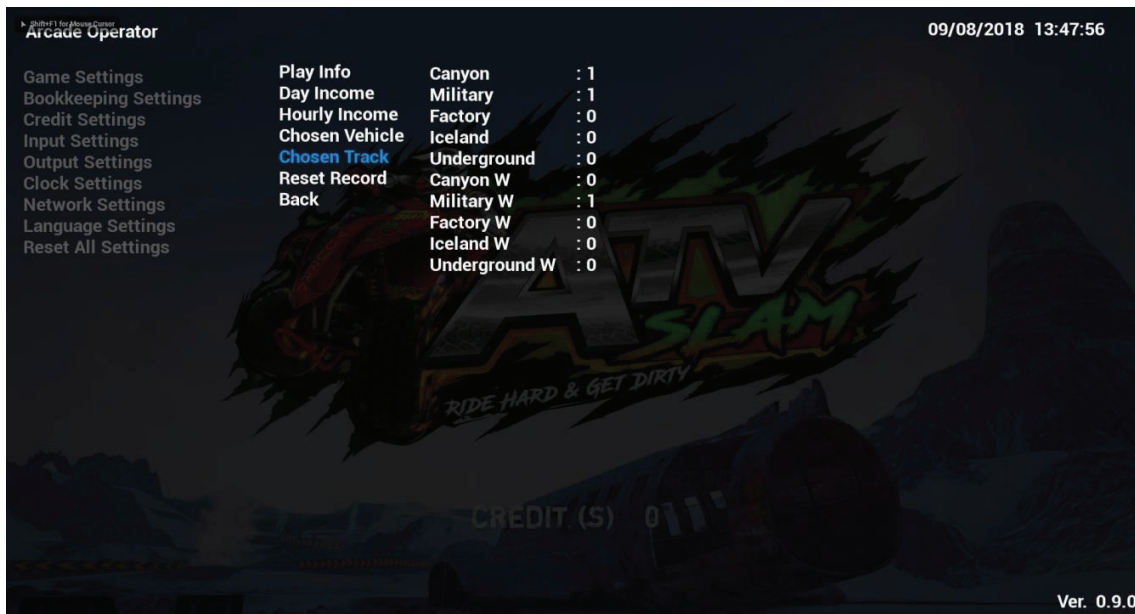 Shift+F1 for Mouse Cursor
Arcade Operator
09/08/2018 13:47:56
Game Settings
Bookkeeping Settings
Credit Settings
Input Settings
Output Settings
Clock Settings
Network Settings
Language Settings
Reset All Settings
Play Info
Day Income
Hourly Income
Chosen Vehicle
Chosen Track
Reset Record
Back
Canyon : 1
Military : 1
Factory : 0
Iceland : 0
Underground : 0
Canyon W : 0
Military W : 1
Factory W : 0
Iceland W : 0
Underground W : 0
ATV
SLAM
RIDE HARD & GET DIRTY
CREDIT (S) 0
Ver. 0.9.0